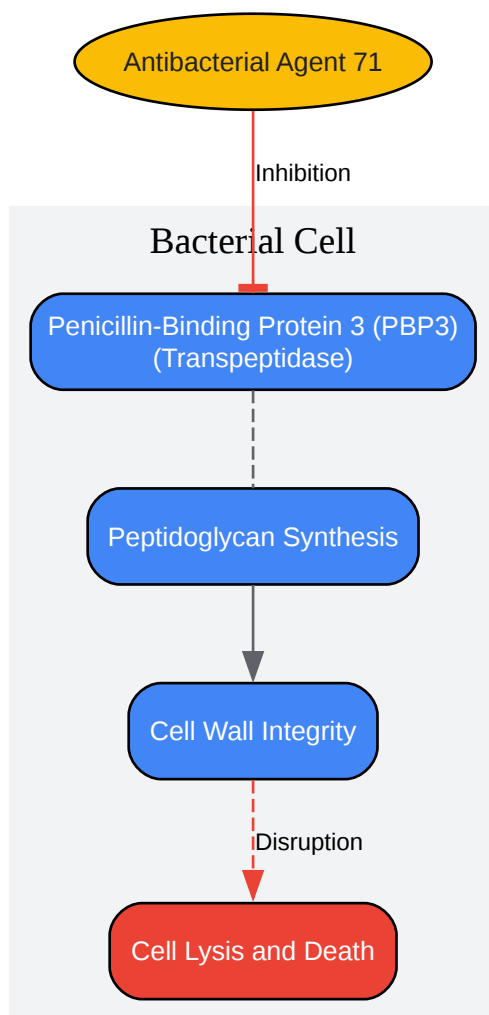 Antibacterial Agent 71
Inhibition
Bacterial Cell
Penicillin-Binding Protein 3 (PBP3)
(Transpeptidase)
Peptidoglycan Synthesis
Cell Wall Integrity
Disruption
Cell Lysis and Death